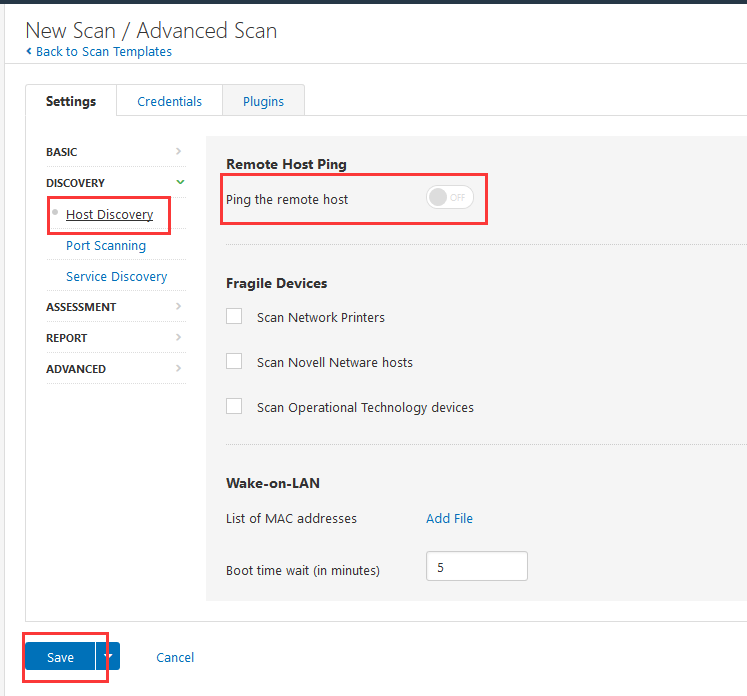 New Scan / Advanced Scan
Back to Scan Templates
Settings
Credentials
Plugins
BASIC
DISCOVERY
Host Discovery
Port Scanning
Service Discovery
ASSESSMENT
REPORT
ADVANCED
Remote Host Ping
Ping the remote host OFF
Fragile Devices
Scan Network Printers
Scan Novell Netware hosts
Scan Operational Technology devices
Wake-on-LAN
List of MAC addresses Add File
Boot time wait (in minutes) 5
Save
Cancel